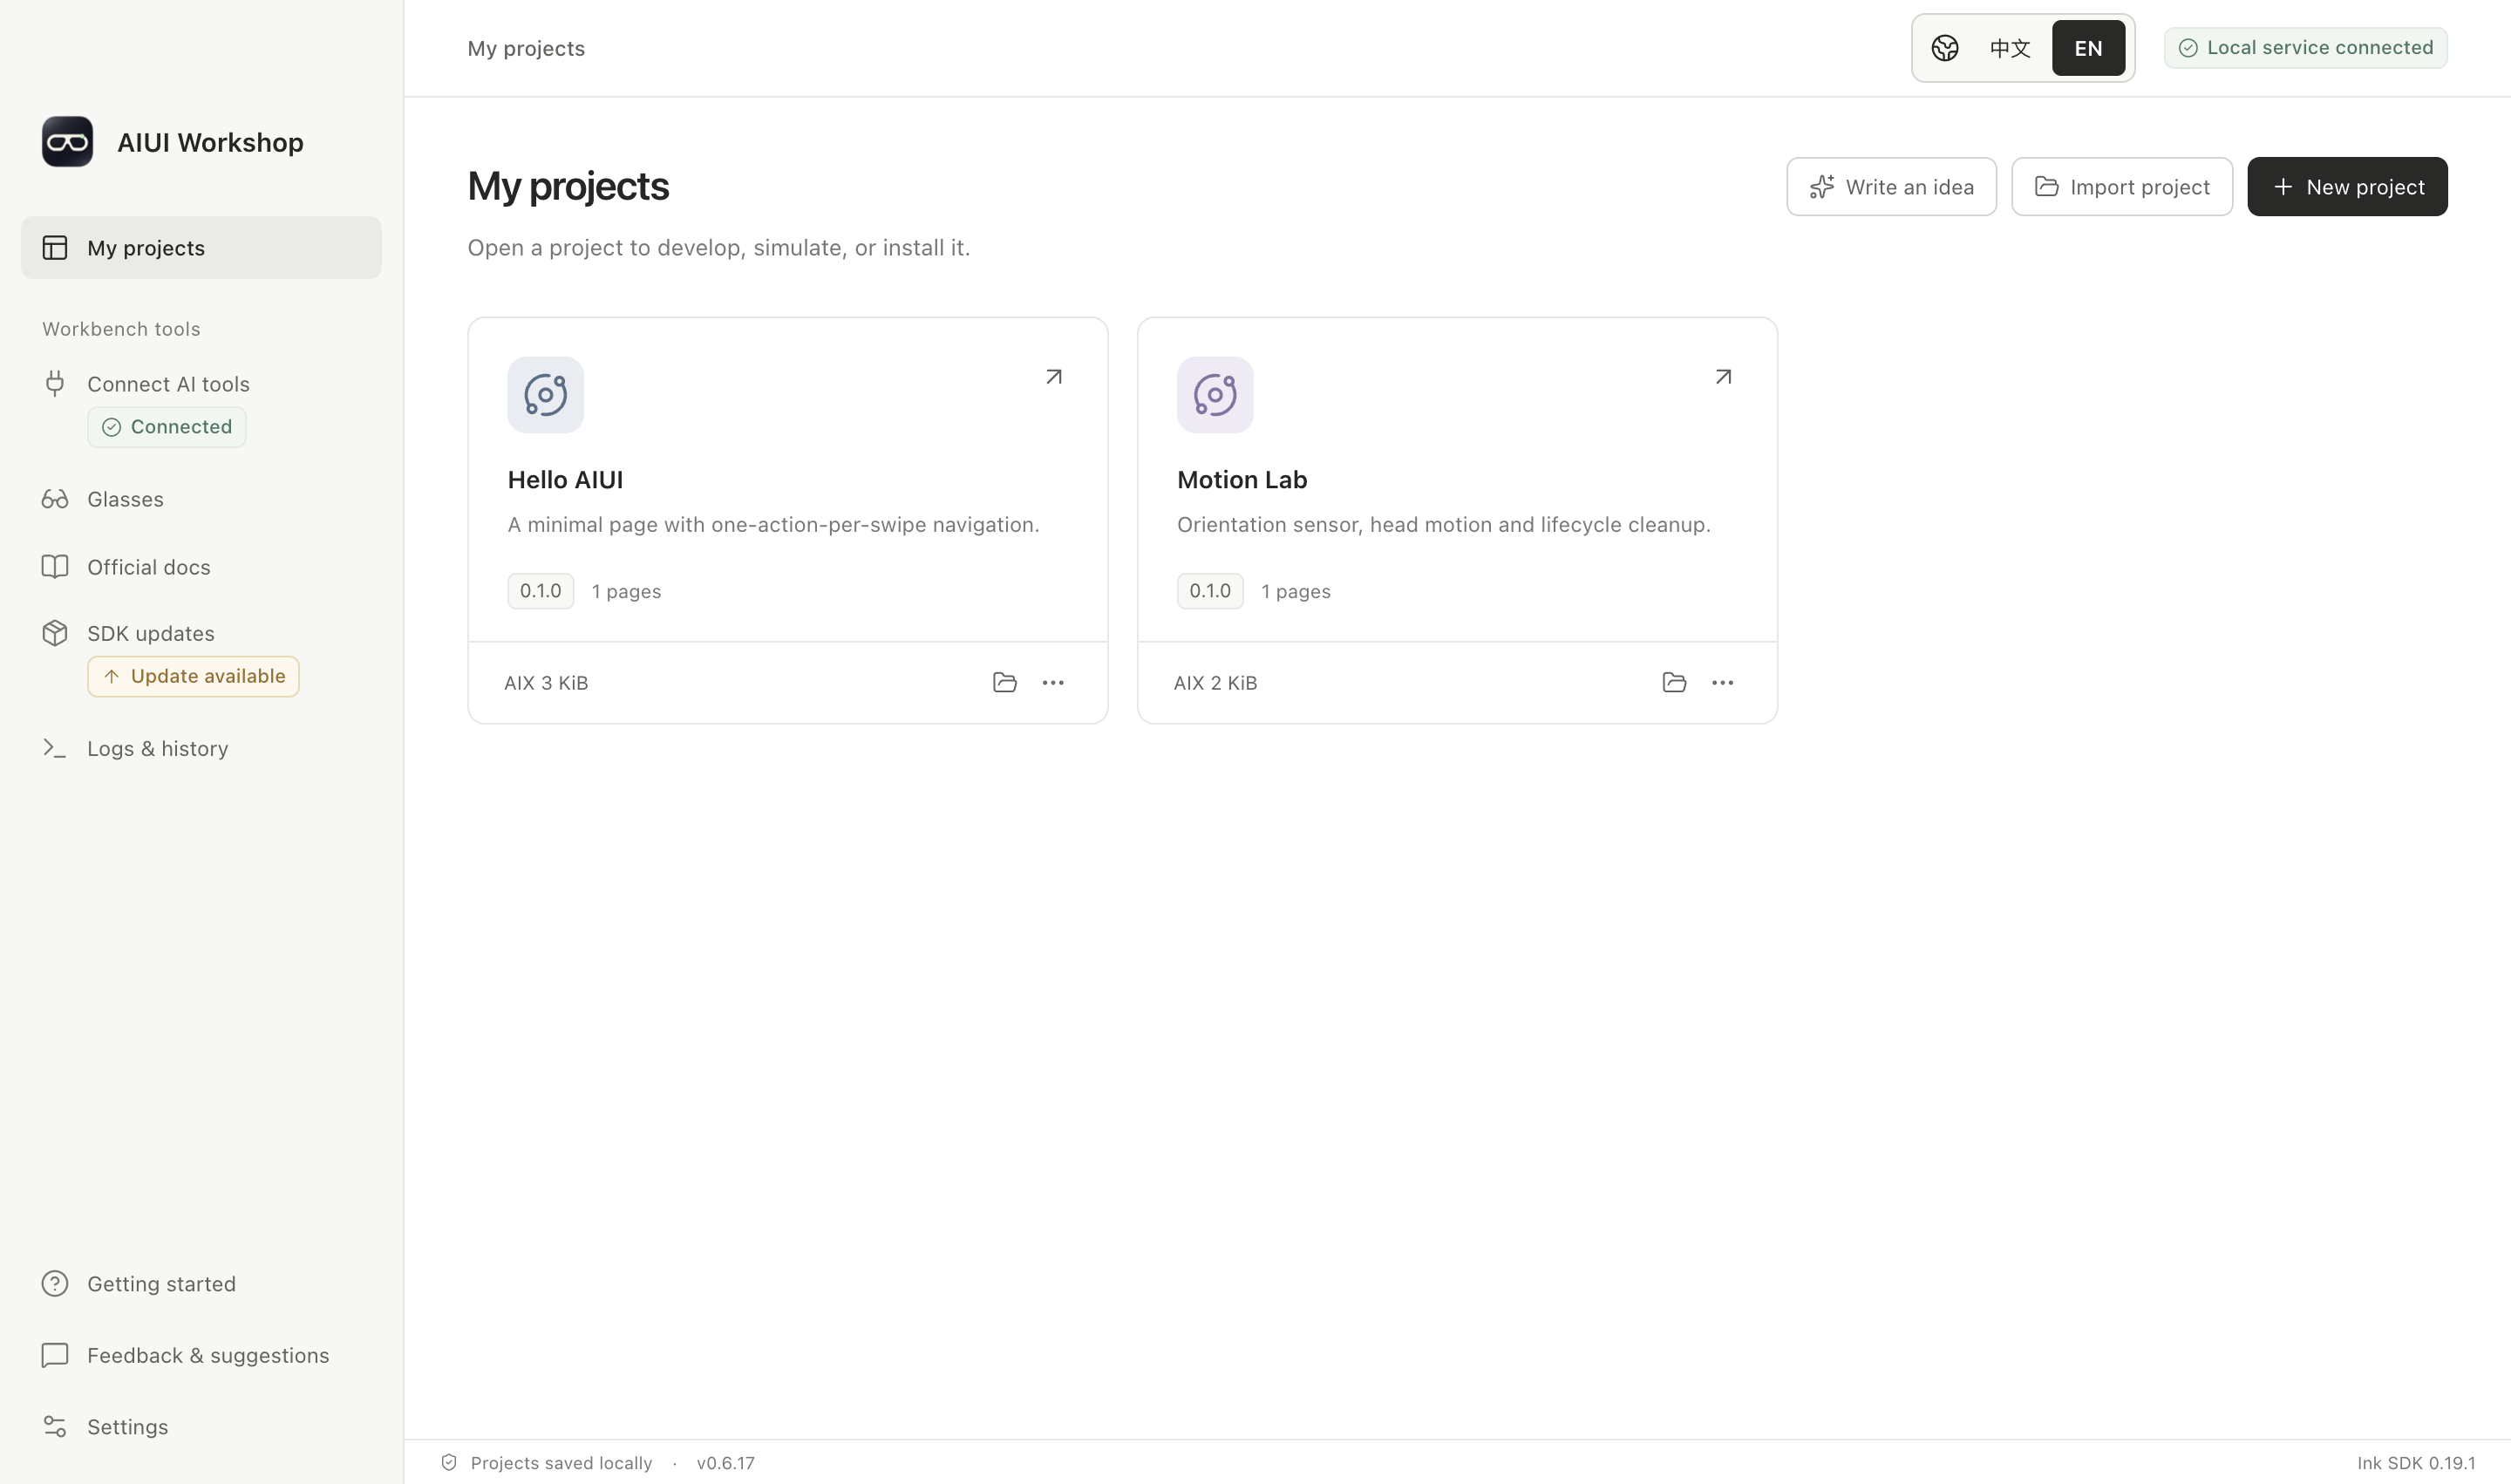 AIUI Workshop
My projects
Workbench tools
Connect AI tools
Connected
Glasses
Official docs
SDK updates
Update available
Logs & history
Getting started
Feedback & suggestions
Settings
My projects
中文
EN
Local service connected
My projects
Write an idea
Import project
New project
Open a project to develop, simulate, or install it.
Hello AIUI
A minimal page with one-action-per-swipe navigation.
0.1.0 1 pages
AIX 3 KiB
Motion Lab
Orientation sensor, head motion and lifecycle cleanup.
0.1.0 1 pages
AIX 2 KiB
Projects saved locally · v0.6.17
Ink SDK 0.19.1